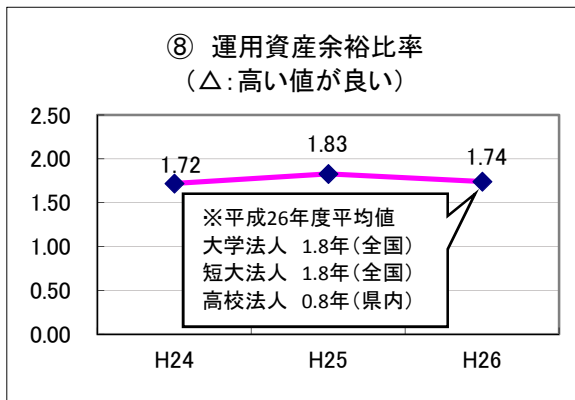 ⑧ 運用資産余裕比率
（△：高い値が良い）
2.50
2.00
1.50
1.00
0.50
0.00
1.72
1.83
1.74
※平成26年度平均値
大学法人 1.8年（全国）
短大法人 1.8年（全国）
高校法人 0.8年（県内）
H24
H25
H26